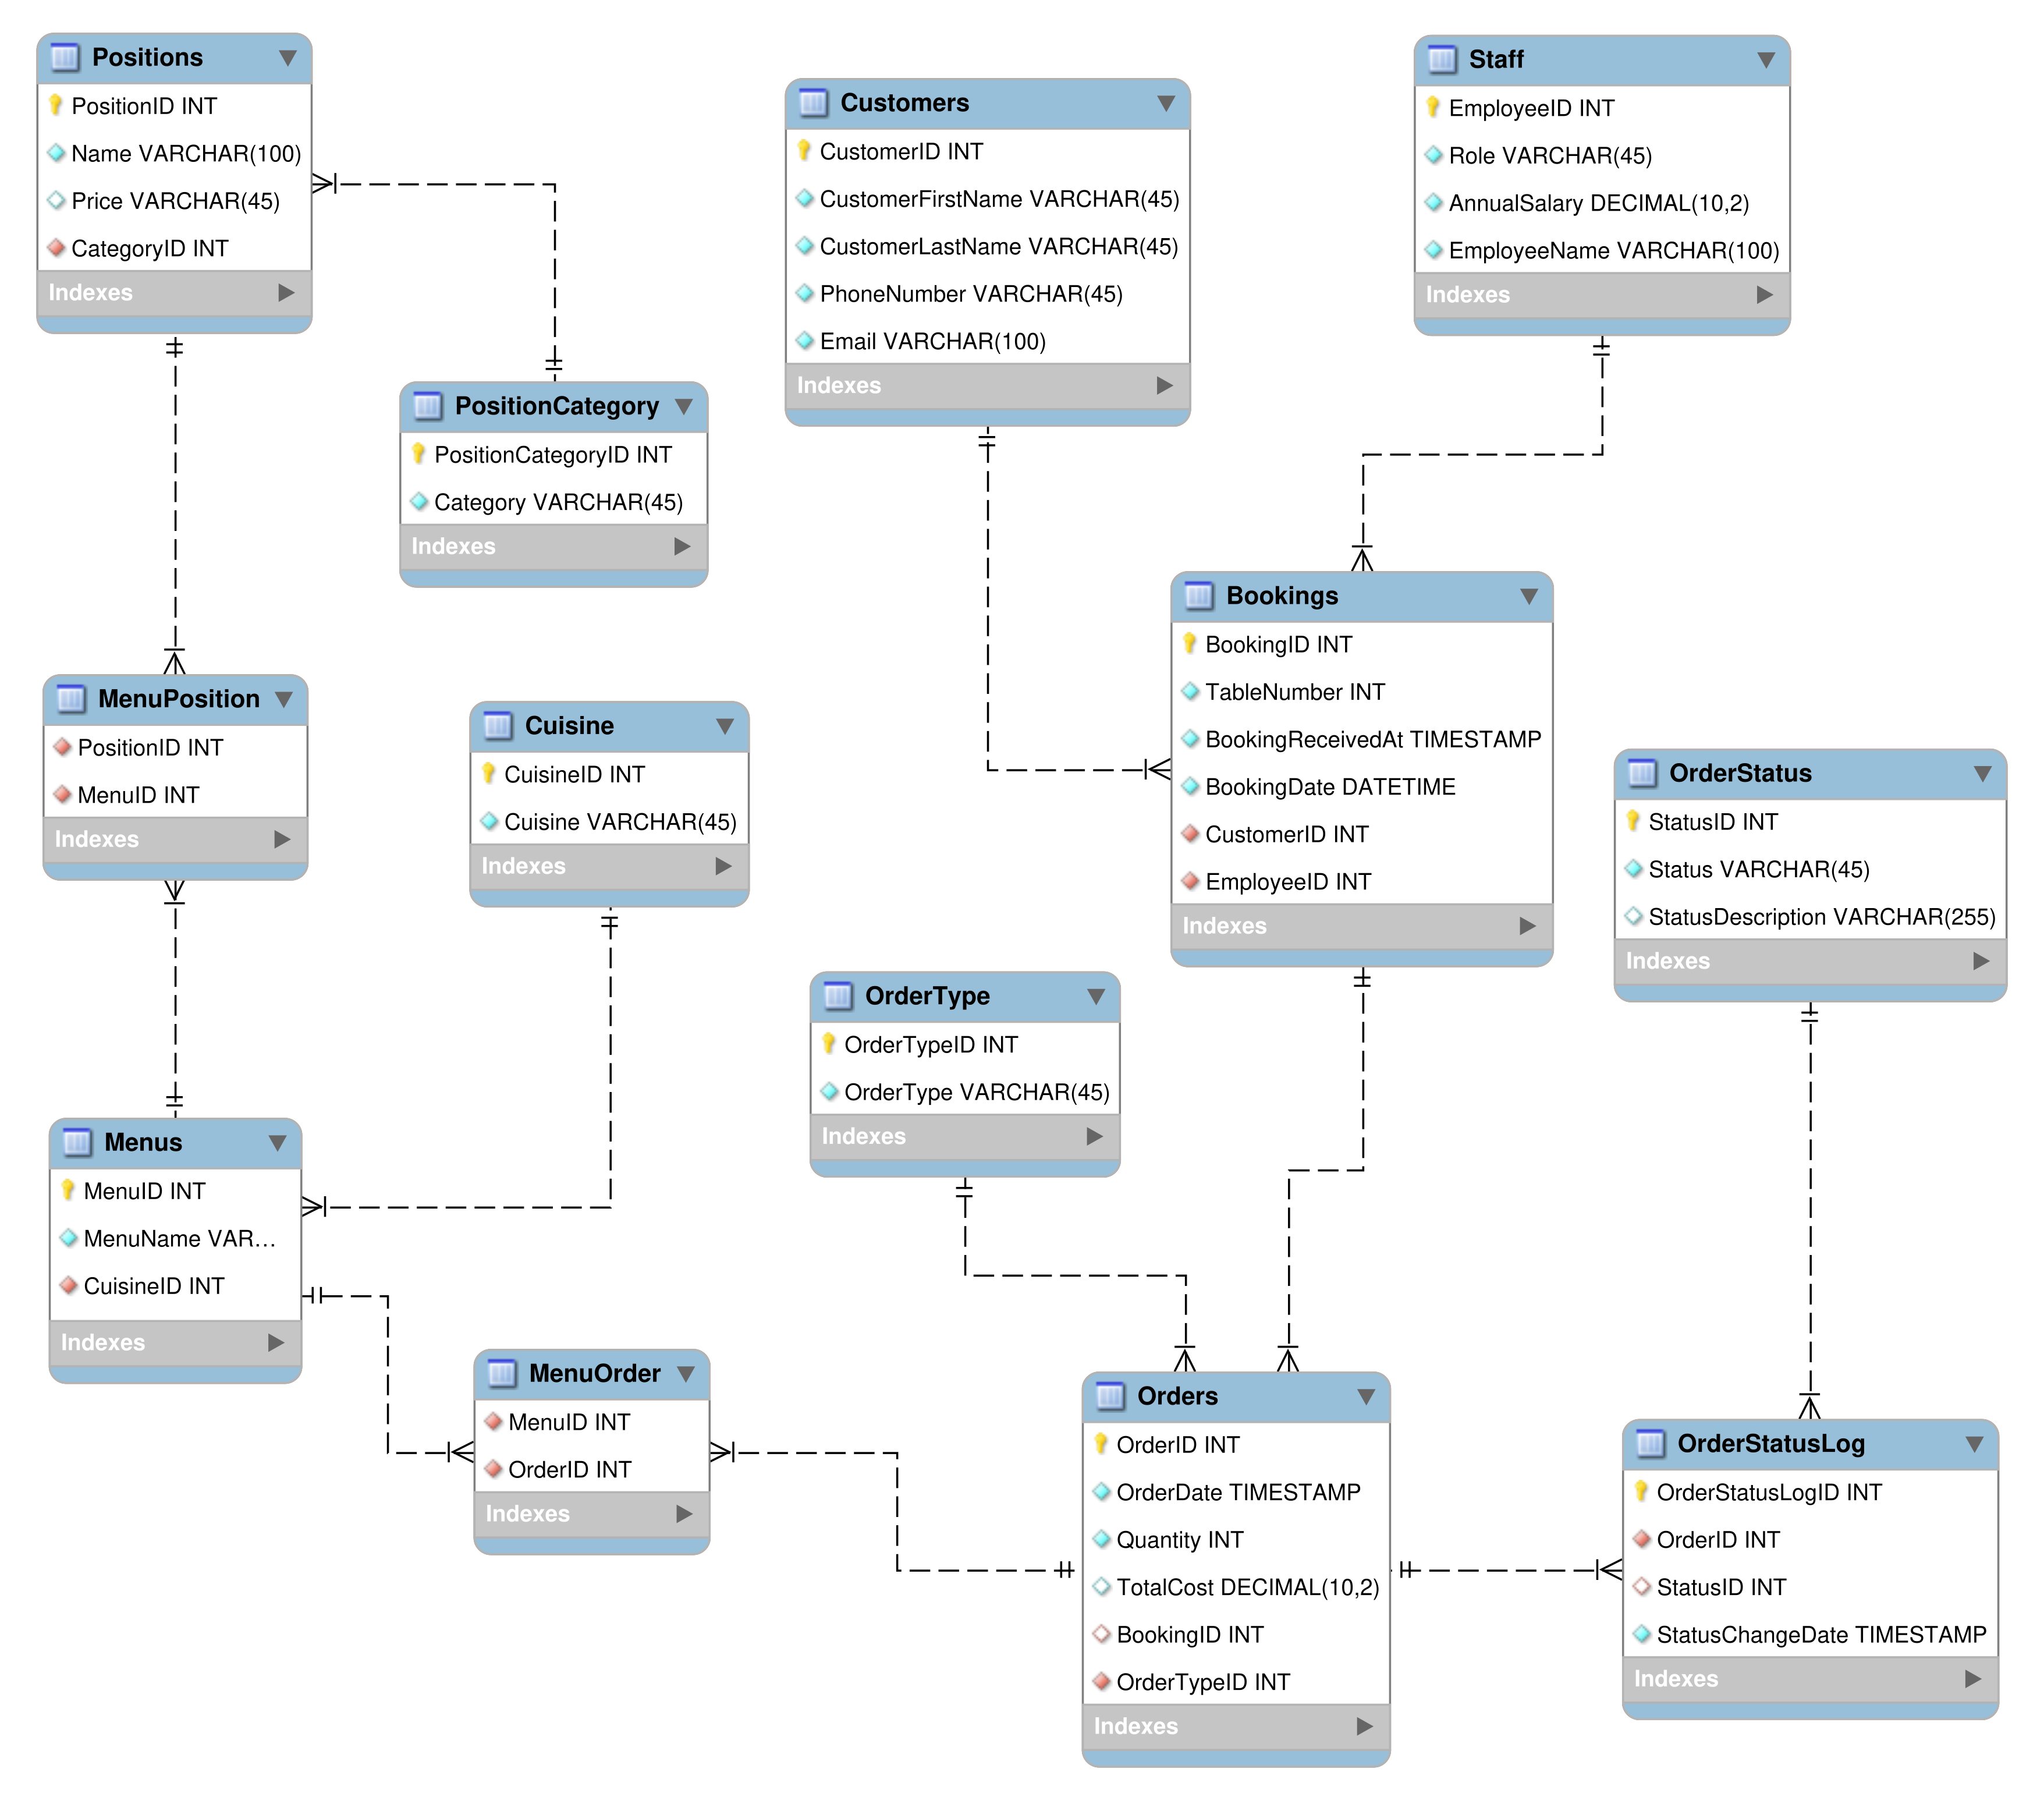 Positions
PositionID INT
Name VARCHAR(100)
Price VARCHAR(45)
CategoryID INT
Indexes
PositionCategory
PositionCategoryID INT
Category VARCHAR(45)
Indexes
Customers
CustomerID INT
CustomerFirstName VARCHAR(45)
CustomerLastName VARCHAR(45)
PhoneNumber VARCHAR(45)
Email VARCHAR(100)
Indexes
Staff
EmployeeID INT
Role VARCHAR(45)
AnnualSalary DECIMAL(10,2)
EmployeeName VARCHAR(100)
Indexes
MenuPosition
PositionID INT
MenuID INT
Indexes
Cuisine
CuisineID INT
Cuisine VARCHAR(45)
Indexes
Bookings
BookingID INT
TableNumber INT
BookingReceivedAt TIMESTAMP
BookingDate DATETIME
CustomerID INT
EmployeeID INT
Indexes
OrderStatus
StatusID INT
Status VARCHAR(45)
StatusDescription VARCHAR(255)
Indexes
OrderType
OrderTypeID INT
OrderType VARCHAR(45)
Indexes
Menus
MenuID INT
MenuName VAR...
CuisineID INT
Indexes
MenuOrder
MenuID INT
OrderID INT
Indexes
Orders
OrderID INT
OrderDate TIMESTAMP
Quantity INT
TotalCost DECIMAL(10,2)
BookingID INT
OrderTypeID INT
Indexes
OrderStatusLog
OrderStatusLogID INT
OrderID INT
StatusID INT
StatusChangeDate TIMESTAMP
Indexes